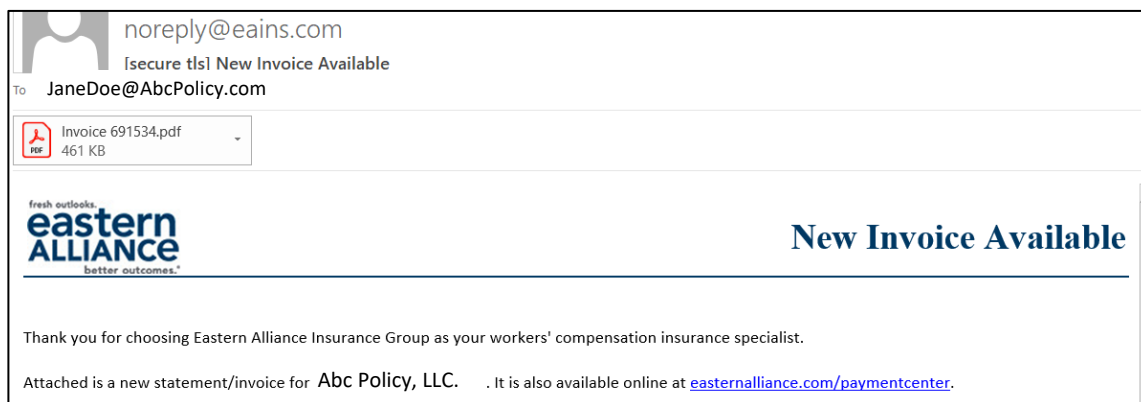 noreply@eains.com
[secure tls] New Invoice Available
To JaneDoe@AbcPolicy.com
Invoice 691534.pdf
PDF
461 KB
fresh outlooks.
eastern
ALLIANCE
better outcomes.®
New Invoice Available
Thank you for choosing Eastern Alliance Insurance Group as your workers' compensation insurance specialist.
Attached is a new statement/invoice for Abc Policy, LLC. . It is also available online at easternalliance.com/paymentcenter.